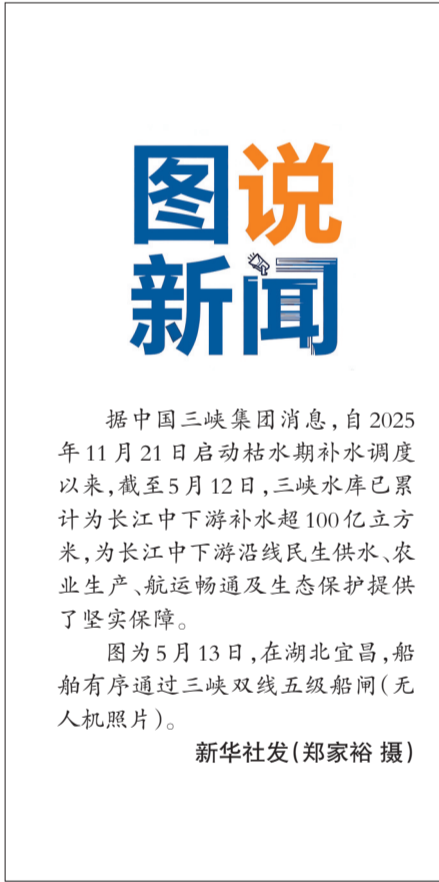 图说
新闻
据中国三峡集团消息，自2025
年11月21日启动枯水期补水调度
以来，截至5月12日，三峡水库已累
计为长江中下游补水超100亿立方
米，为长江中下游沿线民生供水、农
业生产、航运畅通及生态保护提供
了坚实保障。
图为5月13日，在湖北宜昌，船
舶有序通过三峡双线五级船闸（无
人机照片）。
新华社发（郑家裕 摄）